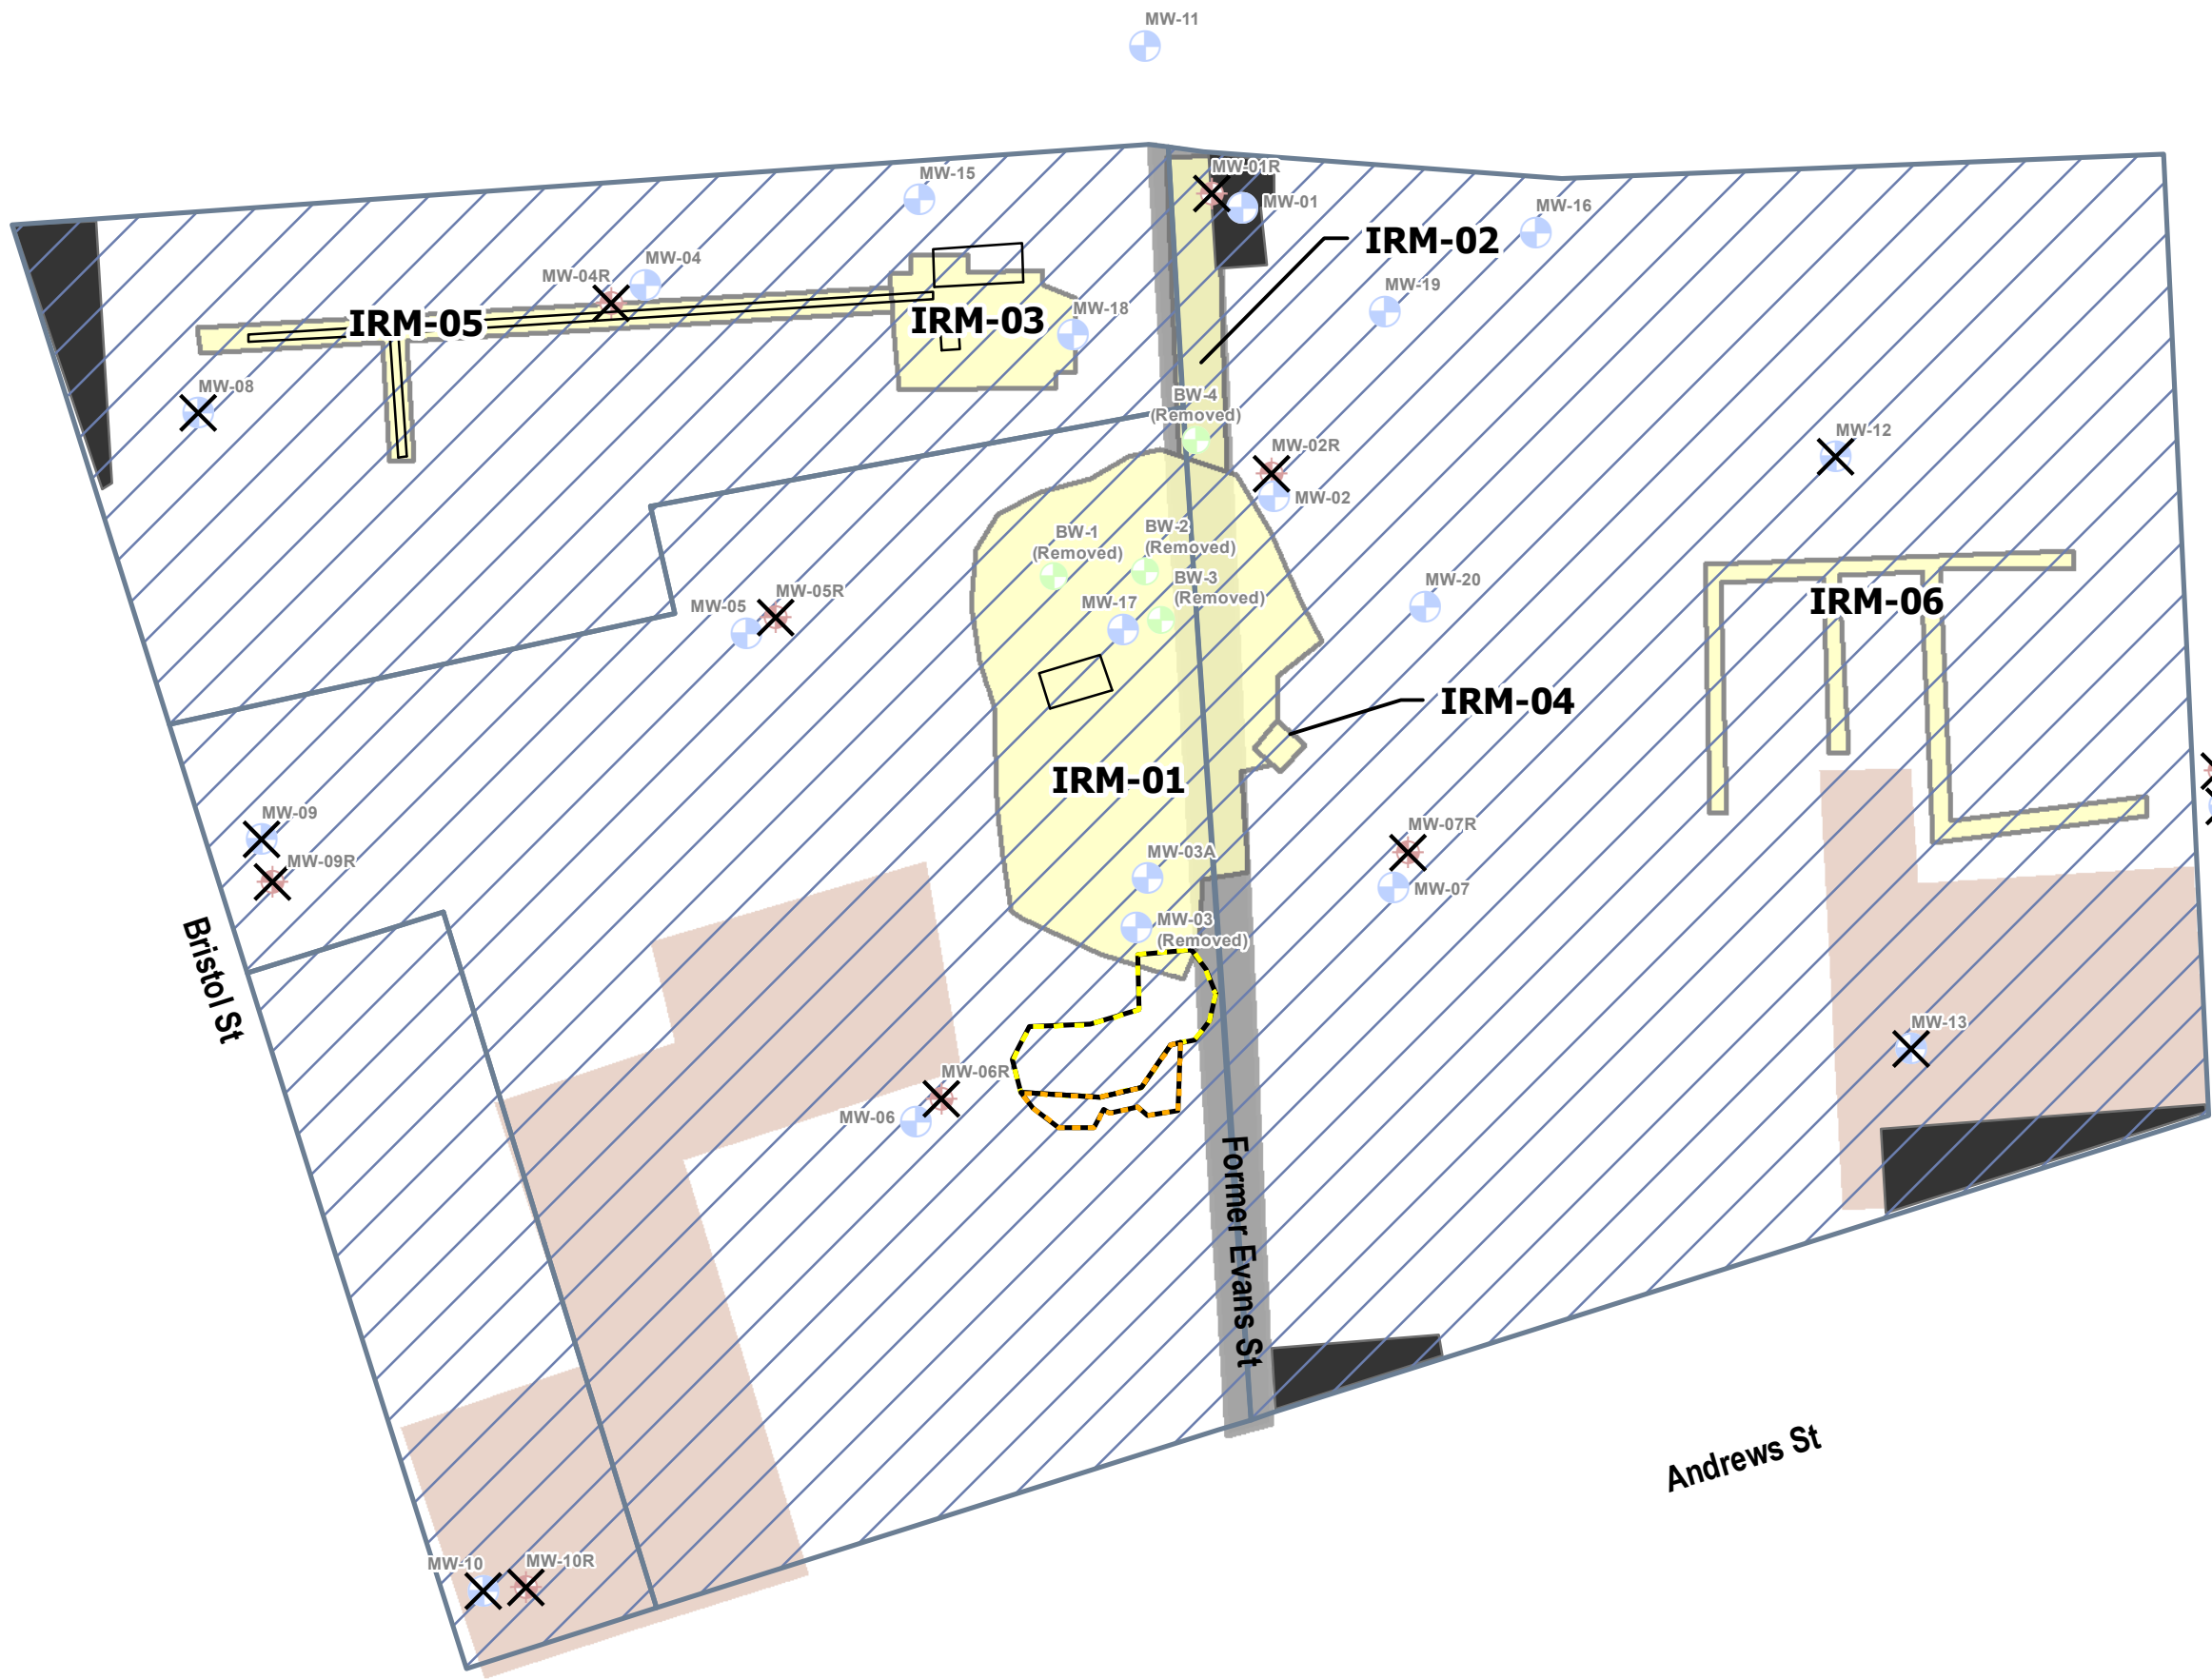 MW-11
MW-01R
MW-15
MW-01
MW-16
IRM-02
MW-04
MW-04R
MW-19
MW-18
IRM-05
IRM-03
MW-08
BW-4
(Removed)
MW-02R
MW-12
MW-02
BW-1
(Removed)
BW-2
(Removed)
BW-3
(Removed)
MW-20
MW-05R
MW-05
MW-17
IRM-06
IRM-04
IRM-01
MW-09
MW-07R
MW-09R
MW-03A
MW-07
MW-03
(Removed)
Bristol St
MW-13
MW-06R
MW-06
Former Evans St
Andrews St
MW-10
MW-10R